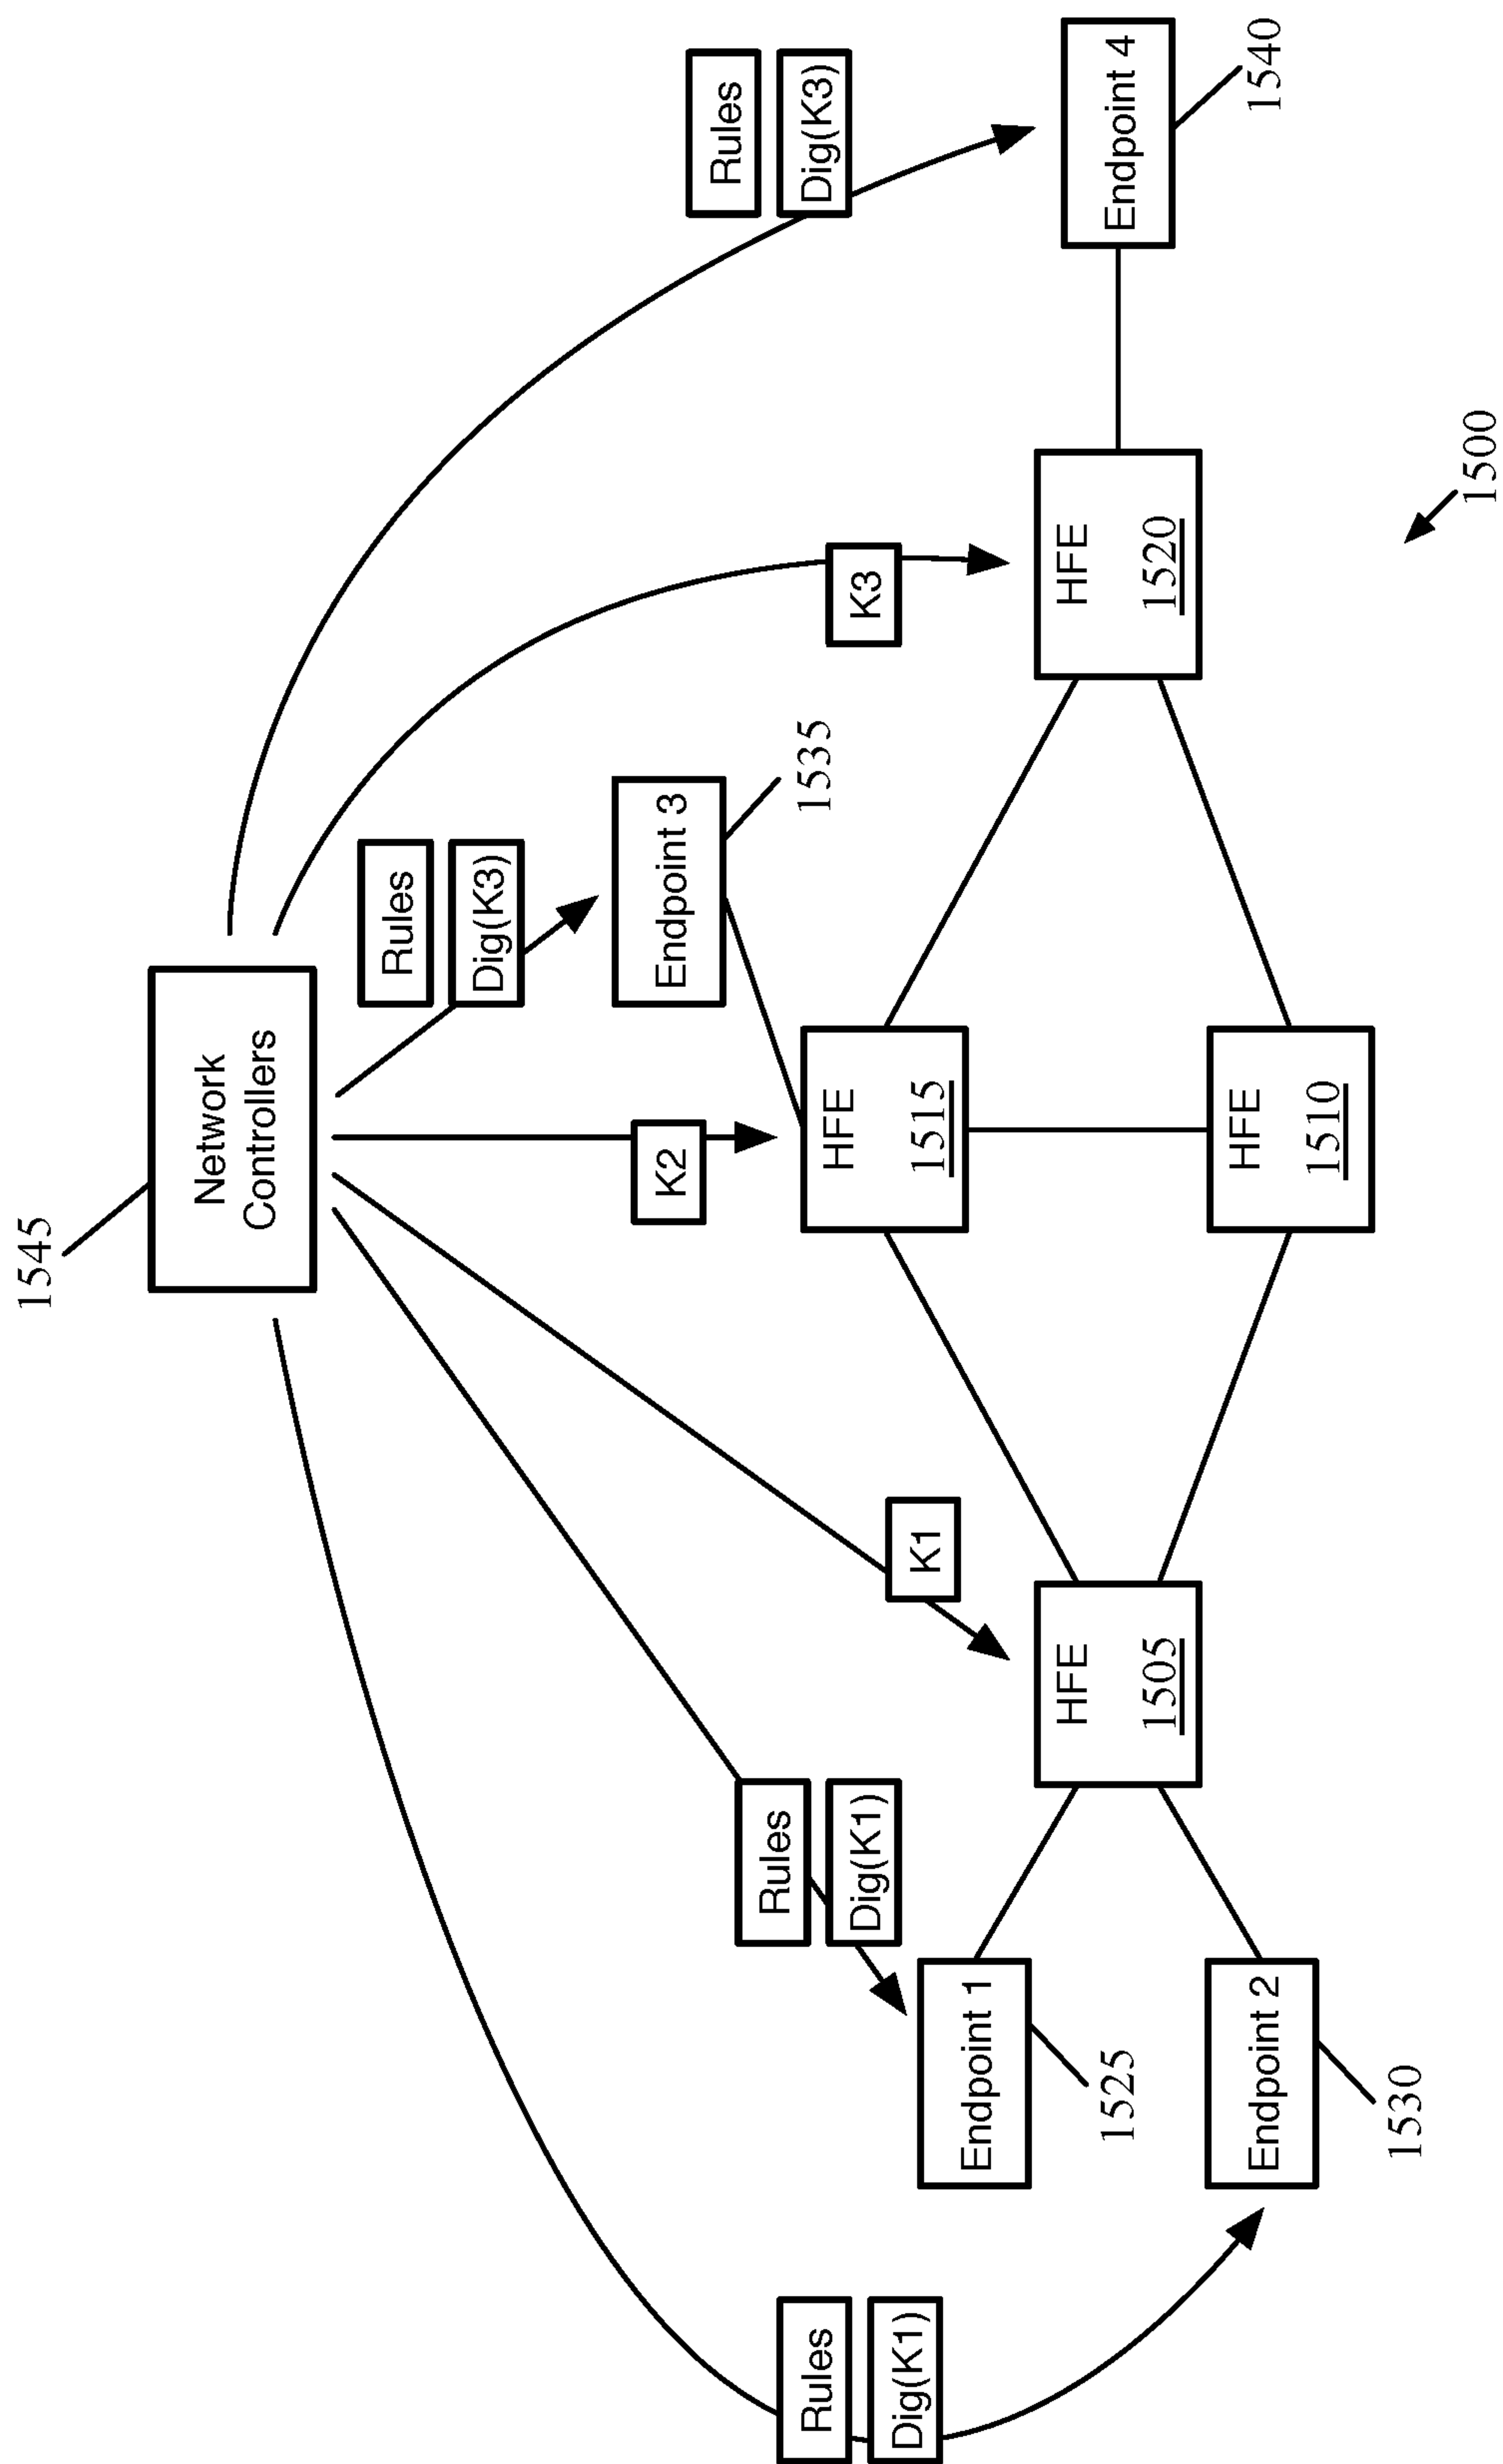 1545
Network
Controllers
Rules
Dig(K3)
Rules
Dig(K3)
Endpoint 3
1535
K2
K3
Rules
Dig(K1)
Rules
Dig(K1)
K1
HFE
1515
Endpoint 1
1525
HFE
1505
HFE
1520
Endpoint 4
1540
Endpoint 2
1530
HFE
1510
1500